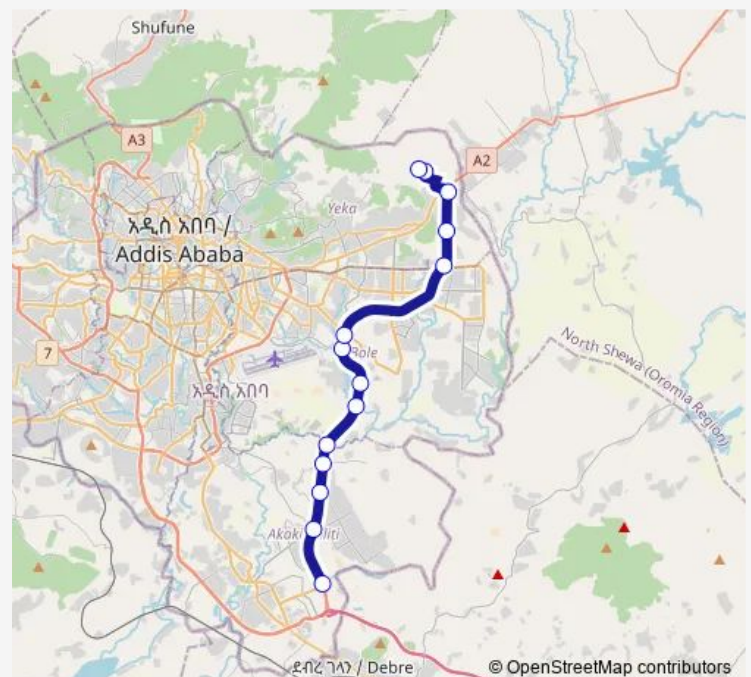 Shufune
A3
A2
Yeka
አዲስ አበባ /
Addis Ababa
7
Bole
North Shewa (Oromia Region)
አዲስ አበባ
Akaki
liti
ደብረ ገላን / Debre
© OpenStreetMap contributors